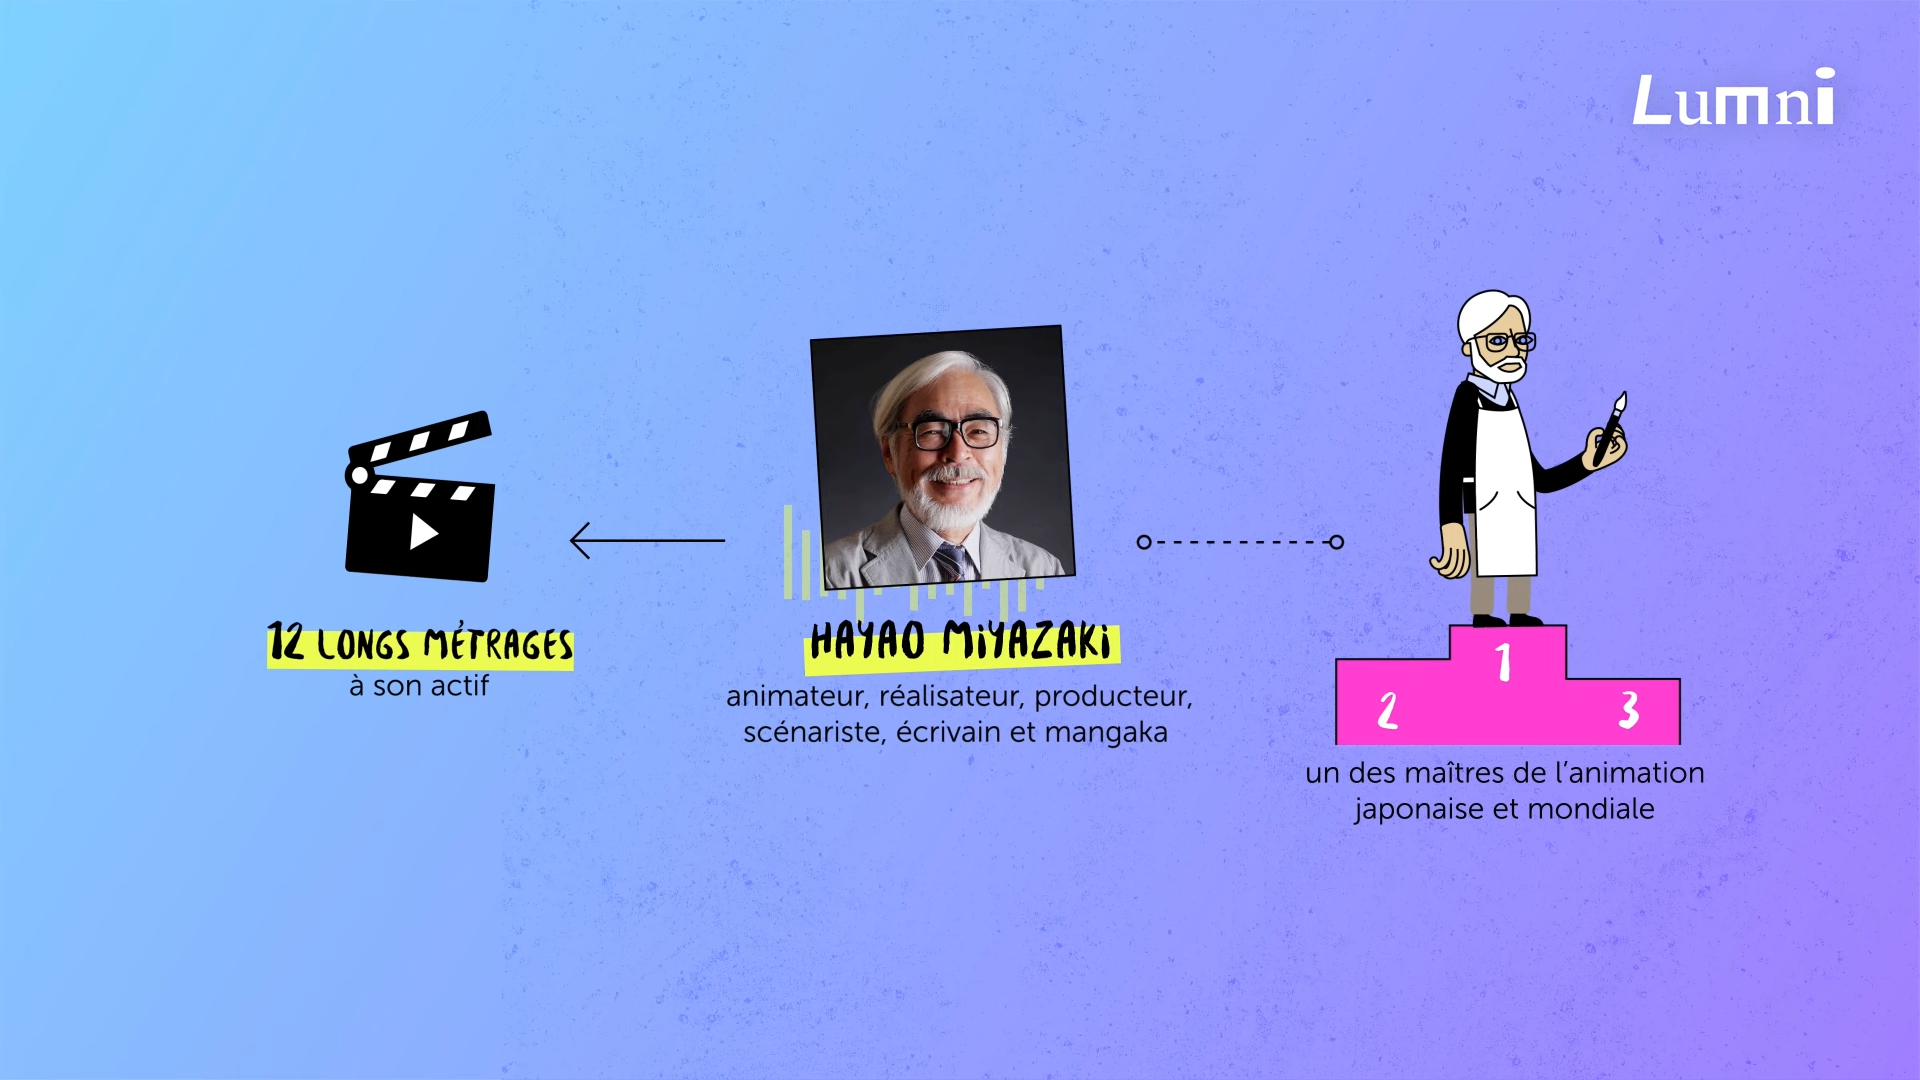 Lumni
12 LONGS MÉTRAGES
à son actif
HAYAO MiYAZAKi
animateur, réalisateur, producteur,
scénariste, écrivain et mangaka
1
2
3
un des maîtres de l’animation
japonaise et mondiale